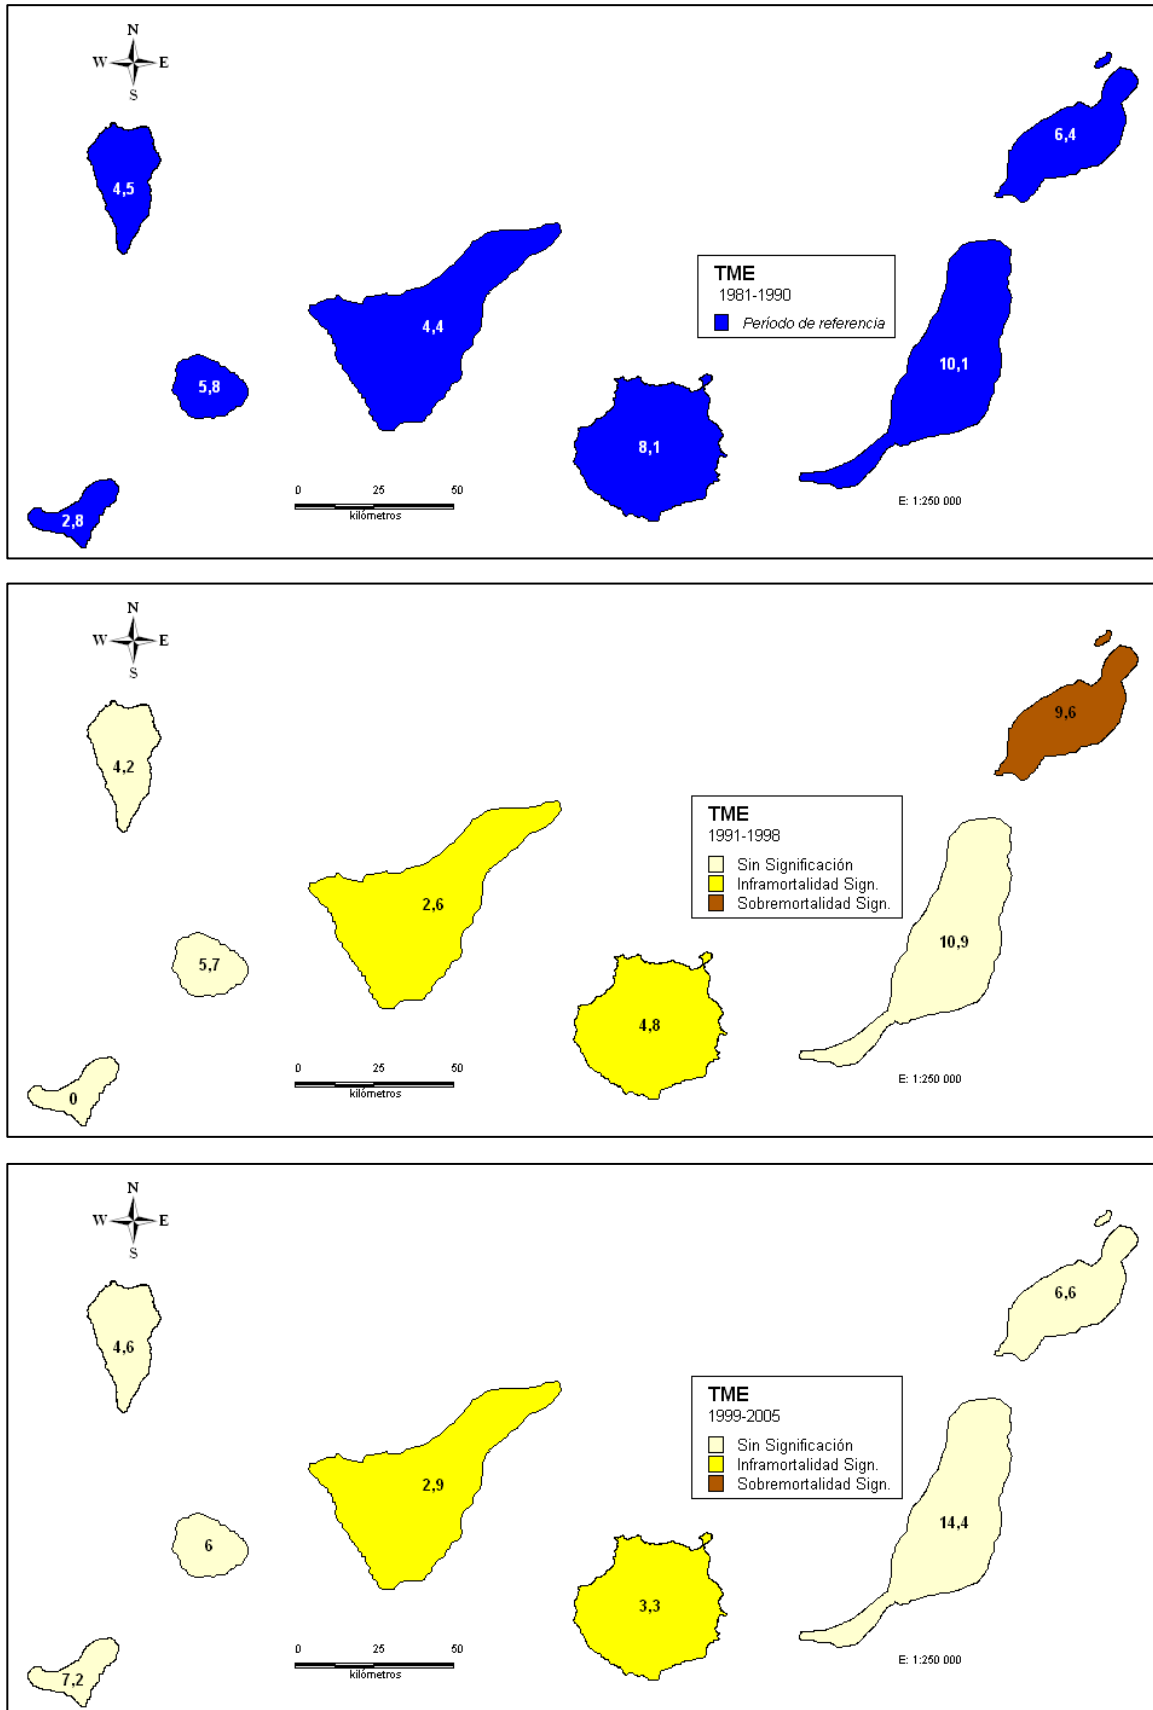 N
W E
S
6,4
4,5
TME
1981-1990
Período de referencia
4,4
10,1
5,8
8,1
0 25 50
kilómetros
E: 1:250 000
2,8
N
W E
S
9,6
4,2
TME
1991-1998
Sin Significación
Inframortalidad Sign.
Sobremortalidad Sign.
2,6
10,9
5,7
4,8
0 25 50
kilómetros
E: 1:250 000
0
N
W E
S
6,6
4,6
TME
1999-2005
Sin Significación
Inframortalidad Sign.
Sobremortalidad Sign.
2,9
14,4
6
3,3
0 25 50
kilómetros
E: 1:250 000
7,2